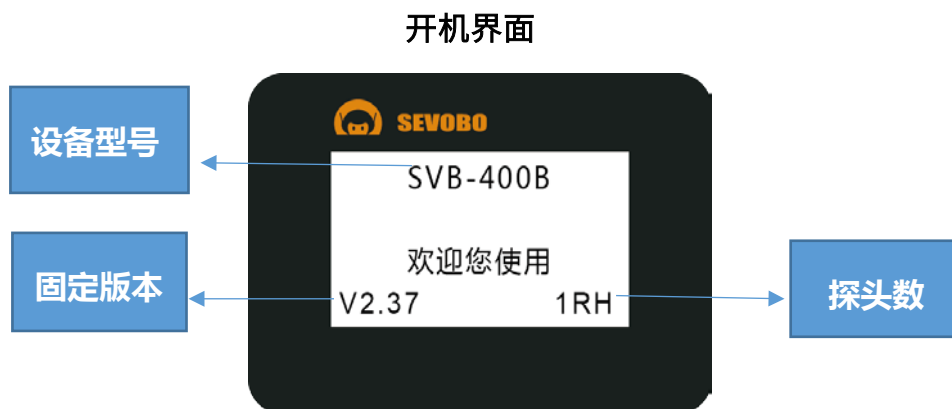 开机界面
设备型号
SEVOBO
SVB-400B
欢迎您使用
固定版本
V2.37
1RH
探头数